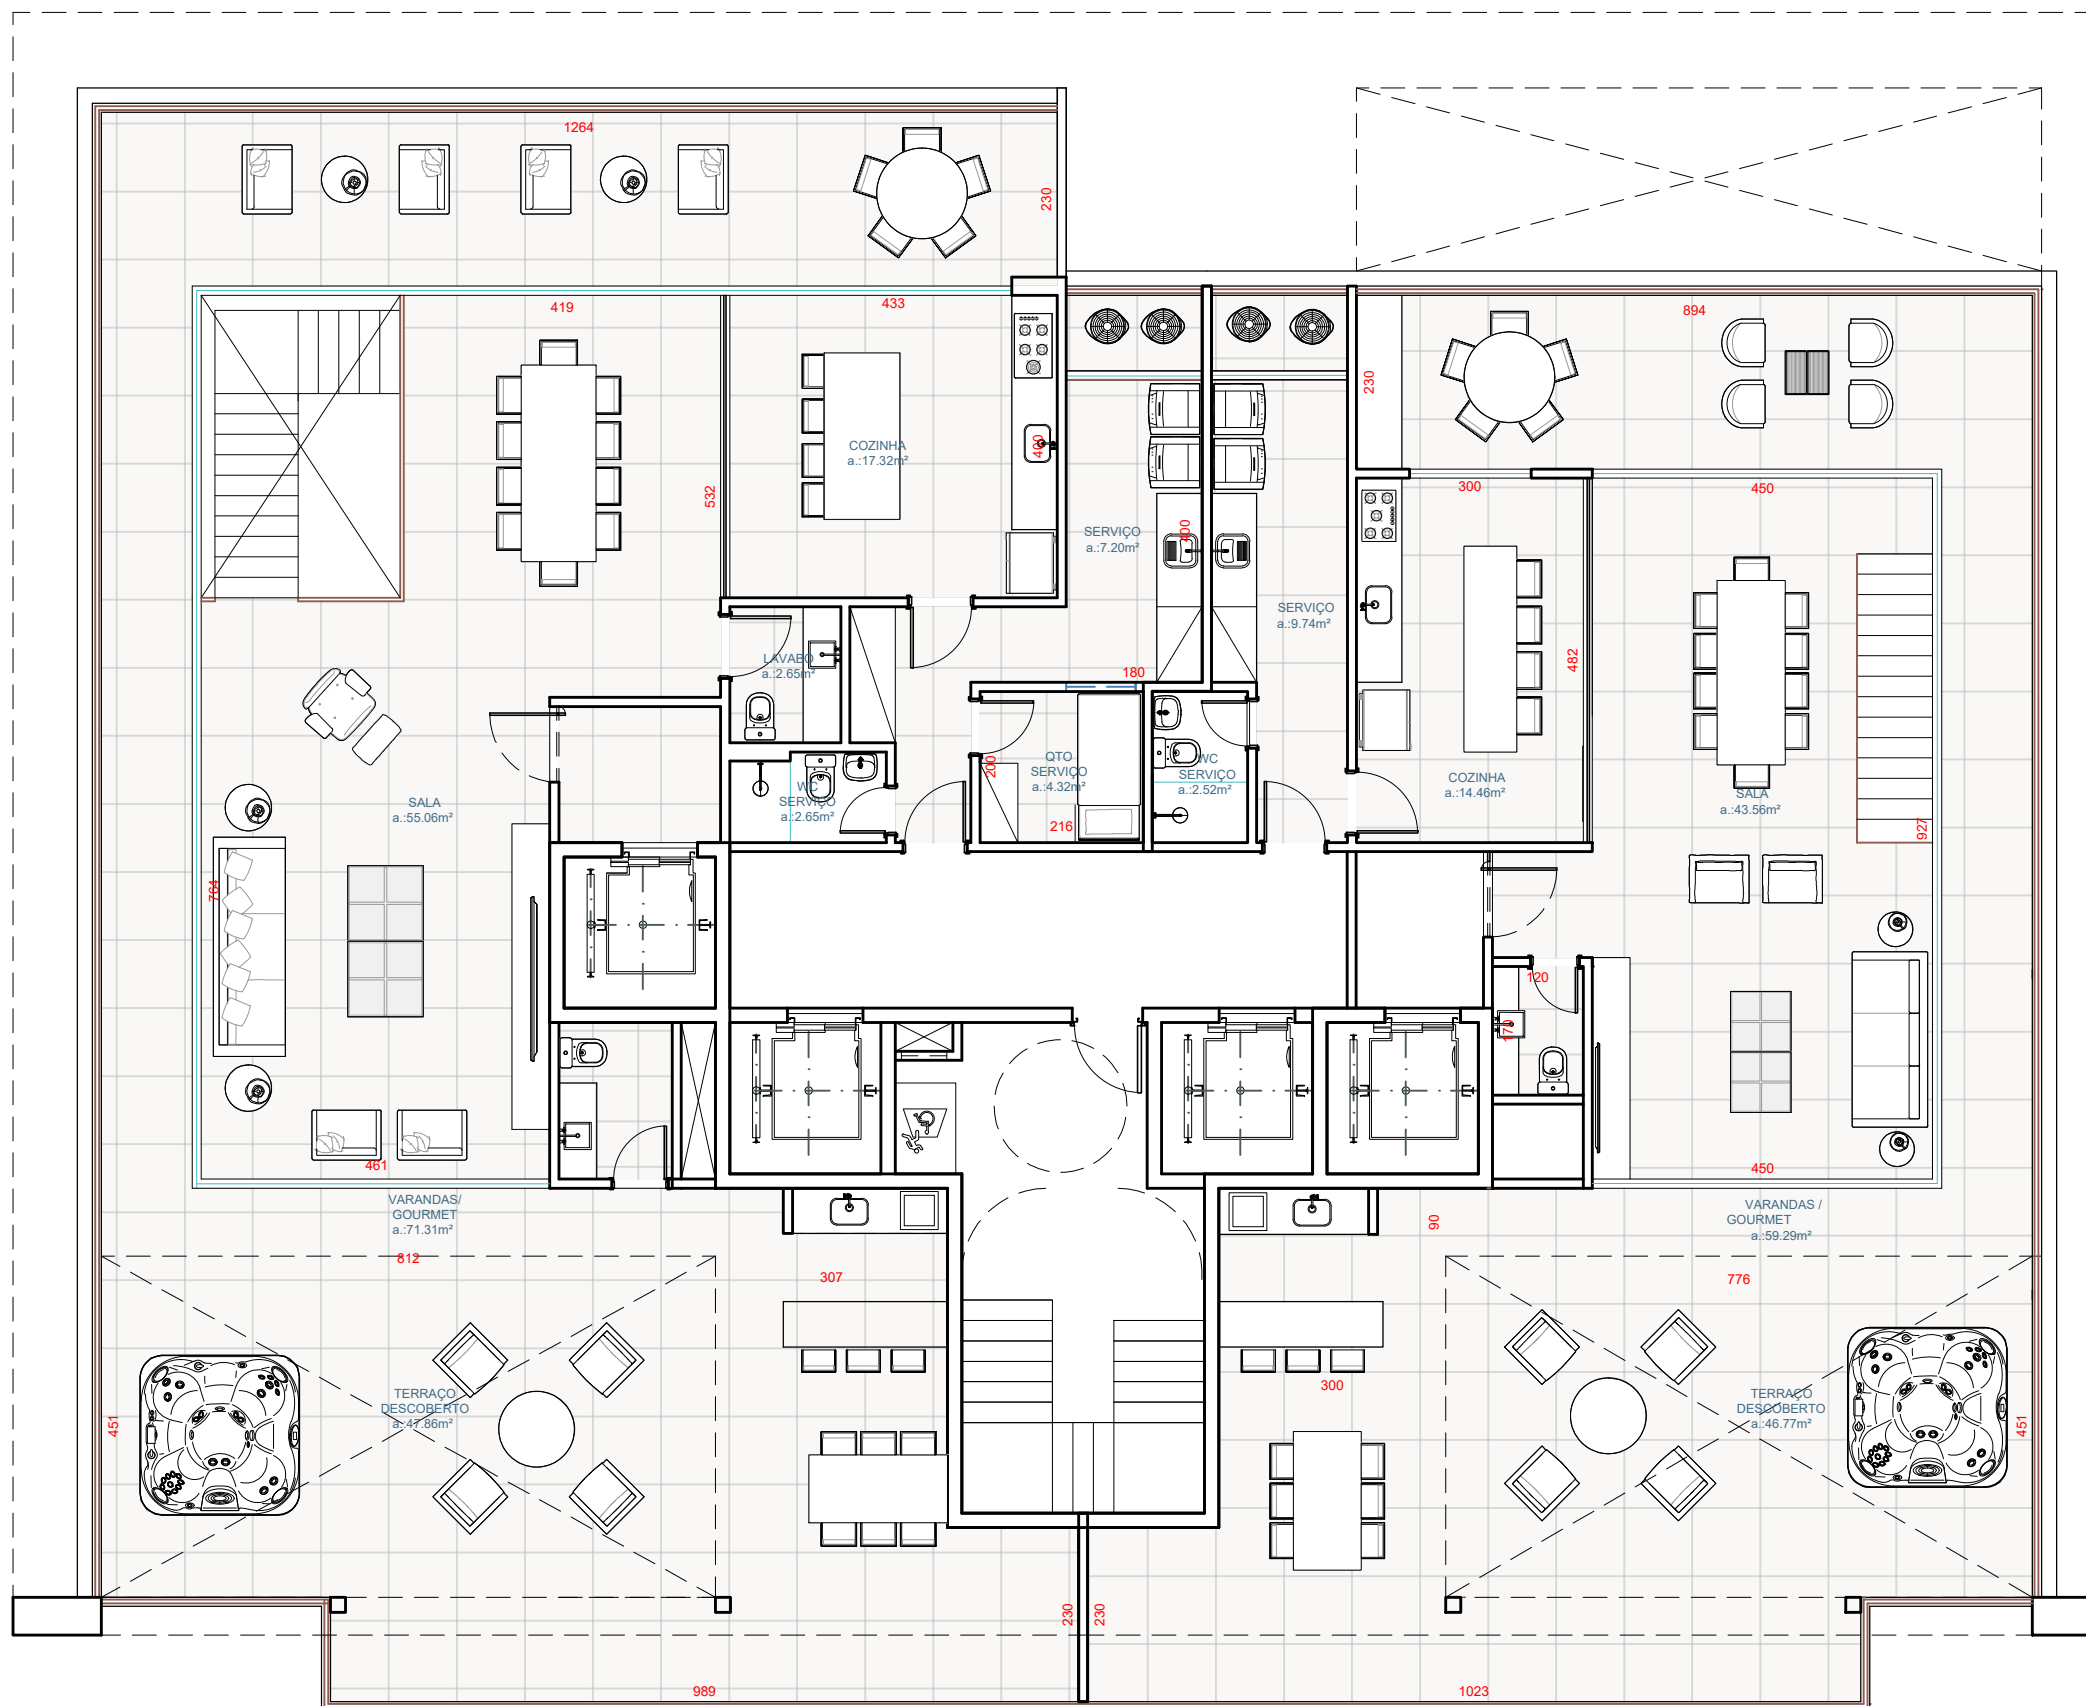 1264
230
419
433
894
230
COZINHA
a.:17.32m²
400
532
300
450
SERVIÇO
a.:7.20m²
400
SERVIÇO
a.:9.74m²
482
LAVABO
a.:2.65m²
180
QTO
SERVIÇO
a.:4.32m²
200
216
WC
SERVIÇO
a.:2.52m²
WC
SERVIÇO
a.:2.65m²
COZINHA
a.:14.46m²
SALA
a.:55.06m²
SALA
a.:43.56m²
927
764
120
170
461
450
VARANDAS/
GOURMET
a.:71.31m²
VARANDAS /
GOURMET
a.:59.29m²
90
812
307
776
300
TERRAÇO
DESCOBERTO
a.:47.86m²
451
TERRAÇO
DESCOBERTO
a.:46.77m²
451
230
230
989
1023